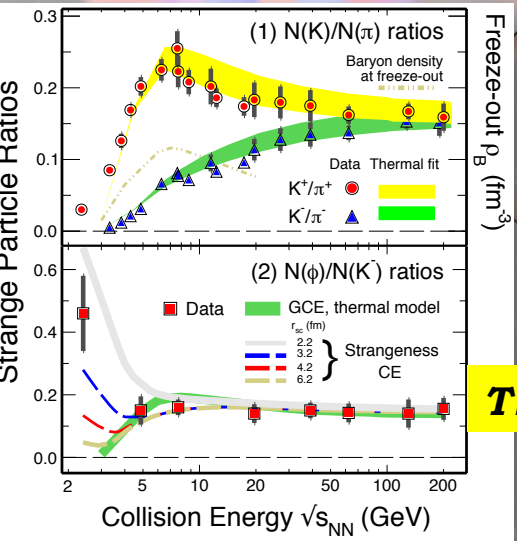 (1) N(K)/N(π) ratios
Baryon density
at freeze-out
Data Thermal fit
K⁺/π⁺
K⁻/π⁻
0.3
0.2
0.1
0.0
Strange Particle Ratios
Freeze-out ρ_B (fm⁻³)
(2) N(ϕ)/N(K⁻) ratios
Data
GCE, thermal model
r_sc (fm)
2.2
3.2
4.2
6.2
} Strangeness
CE
0.6
0.4
0.2
0.0
2 5 10 20 50 100 200
Collision Energy √s_NN (GeV)